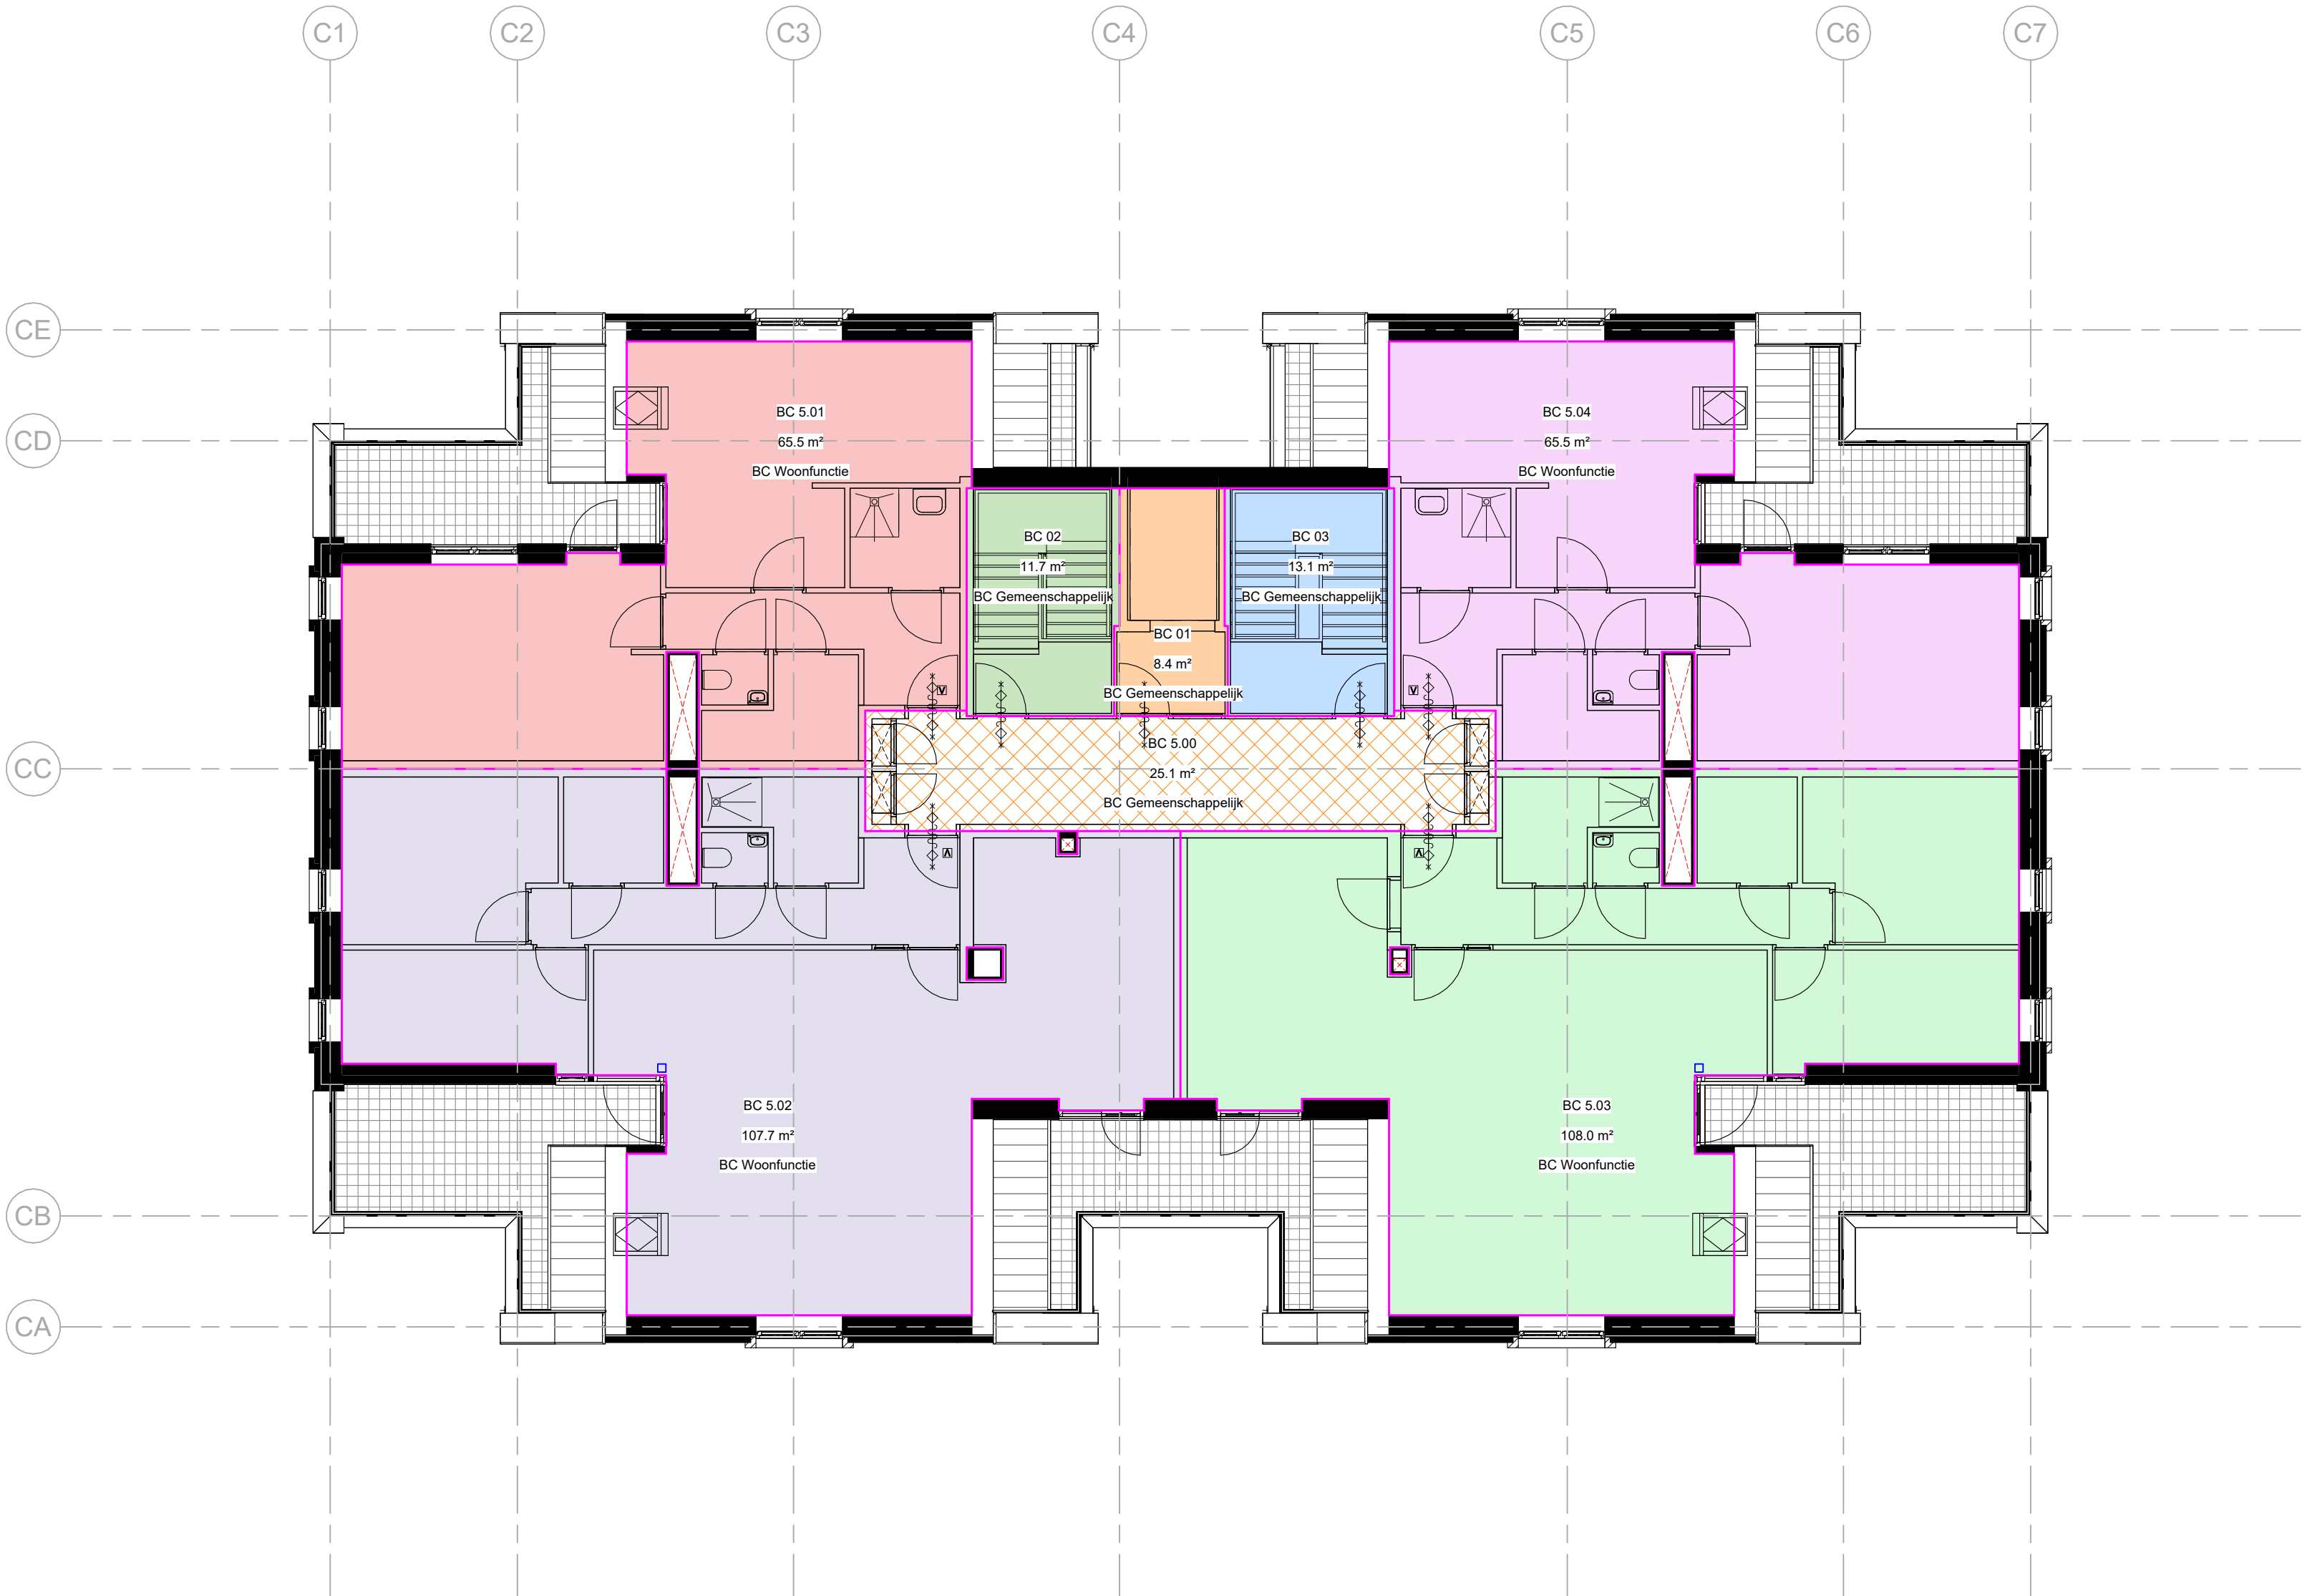 C1
C2
C3
C4
C5
C6
C7
CE
CD
CC
CB
CA
BC 5.01
65.5 m²
BC Woonfunctie
BC 5.04
65.5 m²
BC Woonfunctie
BC 02
11.7 m²
BC Gemeenschappelijk
BC 03
13.1 m²
BC Gemeenschappelijk
BC 01
8.4 m²
BC Gemeenschappelijk
BC 5.00
25.1 m²
BC Gemeenschappelijk
BC 5.02
107.7 m²
BC Woonfunctie
BC 5.03
108.0 m²
BC Woonfunctie